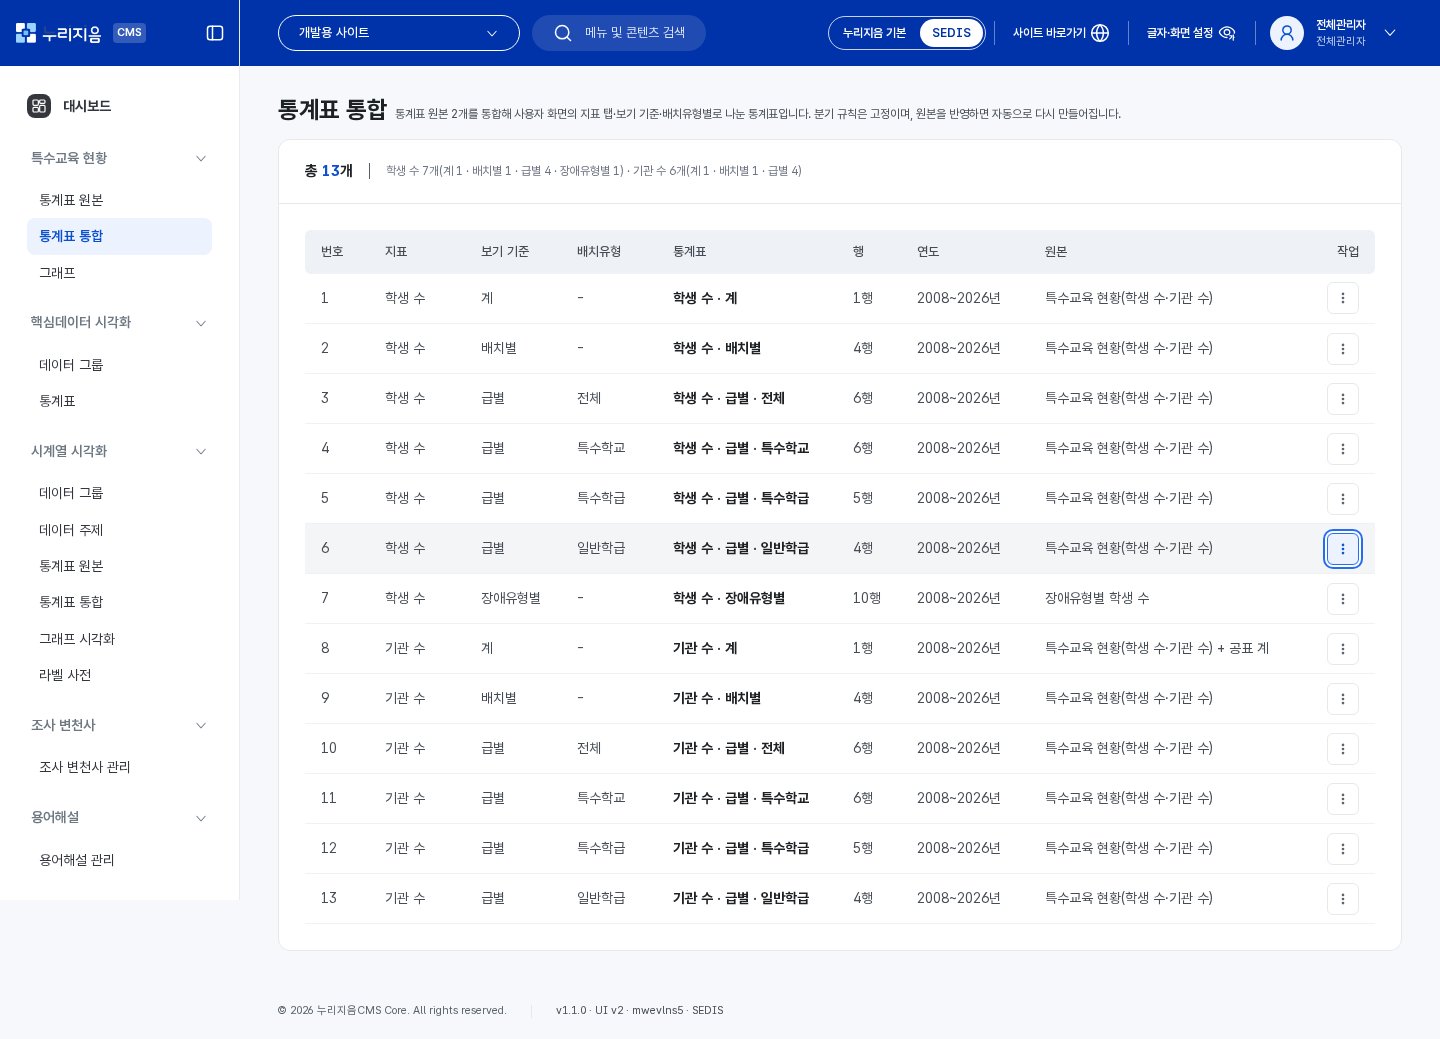 누리지음 CMS
개발용 사이트
메뉴 및 콘텐츠 검색
누리지음 기본
SEDIS
사이트 바로가기
글자·화면 설정
전체관리자
전체관리자
대시보드
특수교육 현황
통계표 원본
통계표 통합
그래프
핵심데이터 시각화
데이터 그룹
통계표
시계열 시각화
데이터 그룹
데이터 주제
통계표 원본
통계표 통합
그래프 시각화
라벨 사전
조사 변천사
조사 변천사 관리
용어해설
용어해설 관리
통계표 통합 통계표 원본 2개를 통합해 사용자 화면의 지표 탭·보기 기준·배치유형별로 나눈 통계표입니다. 분기 규칙은 고정이며, 원본을 반영하면 자동으로 다시 만들어집니다.
총 13개 학생 수 7개(계 1 · 배치별 1 · 급별 4 · 장애유형별 1) · 기관 수 6개(계 1 · 배치별 1 · 급별 4)
번호 지표 보기 기준 배치유형 통계표 행 연도 원본 작업
1 학생 수 계 - 학생 수 · 계 1행 2008~2026년 특수교육 현황(학생 수·기관 수)
2 학생 수 배치별 - 학생 수 · 배치별 4행 2008~2026년 특수교육 현황(학생 수·기관 수)
3 학생 수 급별 전체 학생 수 · 급별 · 전체 6행 2008~2026년 특수교육 현황(학생 수·기관 수)
4 학생 수 급별 특수학교 학생 수 · 급별 · 특수학교 6행 2008~2026년 특수교육 현황(학생 수·기관 수)
5 학생 수 급별 특수학급 학생 수 · 급별 · 특수학급 5행 2008~2026년 특수교육 현황(학생 수·기관 수)
6 학생 수 급별 일반학급 학생 수 · 급별 · 일반학급 4행 2008~2026년 특수교육 현황(학생 수·기관 수)
7 학생 수 장애유형별 - 학생 수 · 장애유형별 10행 2008~2026년 장애유형별 학생 수
8 기관 수 계 - 기관 수 · 계 1행 2008~2026년 특수교육 현황(학생 수·기관 수) + 공표 계
9 기관 수 배치별 - 기관 수 · 배치별 4행 2008~2026년 특수교육 현황(학생 수·기관 수)
10 기관 수 급별 전체 기관 수 · 급별 · 전체 6행 2008~2026년 특수교육 현황(학생 수·기관 수)
11 기관 수 급별 특수학교 기관 수 · 급별 · 특수학교 6행 2008~2026년 특수교육 현황(학생 수·기관 수)
12 기관 수 급별 특수학급 기관 수 · 급별 · 특수학급 5행 2008~2026년 특수교육 현황(학생 수·기관 수)
13 기관 수 급별 일반학급 기관 수 · 급별 · 일반학급 4행 2008~2026년 특수교육 현황(학생 수·기관 수)
© 2026 누리지음CMS Core. All rights reserved. v1.1.0 · UI v2 · mwevlns5 · SEDIS